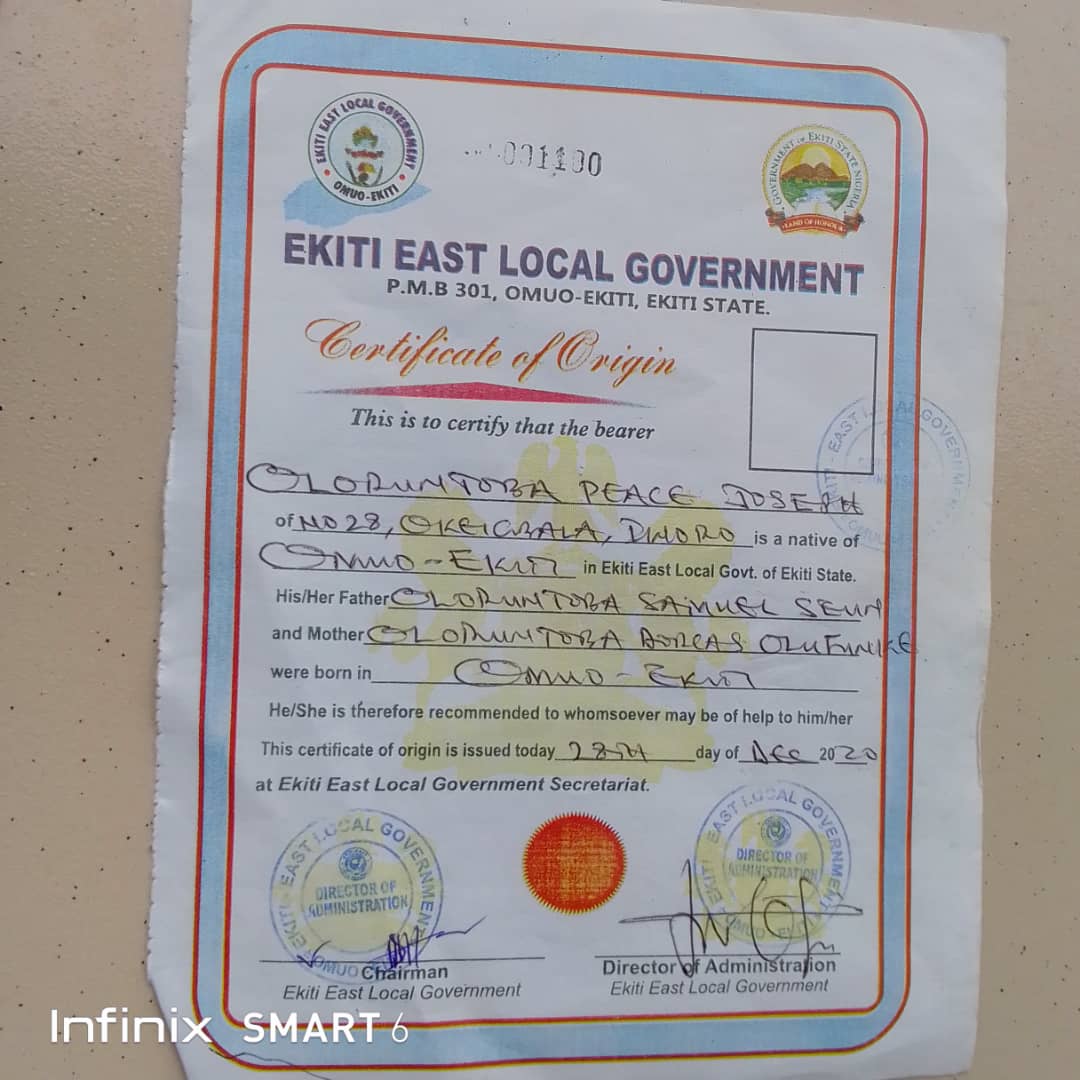 EKITI EAST LOCAL GOVERNMENT
OMUO-EKITI
001100
GOVERNMENT OF EKITI STATE NIGERIA
LAND OF HONOUR
EKITI EAST LOCAL GOVERNMENT
P.M.B 301, OMUO-EKITI, EKITI STATE.
Certificate of Origin
This is to certify that the bearer
OLORUNTOBA PEACE JOSEPH
of NO 28, OKEIGBALA, is a native of
OMUO-EKITI in Ekiti East Local Govt. of Ekiti State.
His/Her Father OLORUNTOBA SAMUEL SEUN
and Mother OLORUNTOBA DORCAS OLUFUNKE
were born in OMUO-EKITI
He/She is therefore recommended to whomsoever may be of help to him/her
This certificate of origin is issued today 28TH day of DEC 2020
at Ekiti East Local Government Secretariat.
EKITI EAST LOCAL GOVERNMENT
DIRECTOR OF
ADMINISTRATION
OMUO
EKITI EAST LOCAL GOVERNMENT
DIRECTOR OF
ADMINISTRATION
OMUO EKITI
Chairman
Ekiti East Local Government
Director of Administration
Ekiti East Local Government
Infinix SMART 6